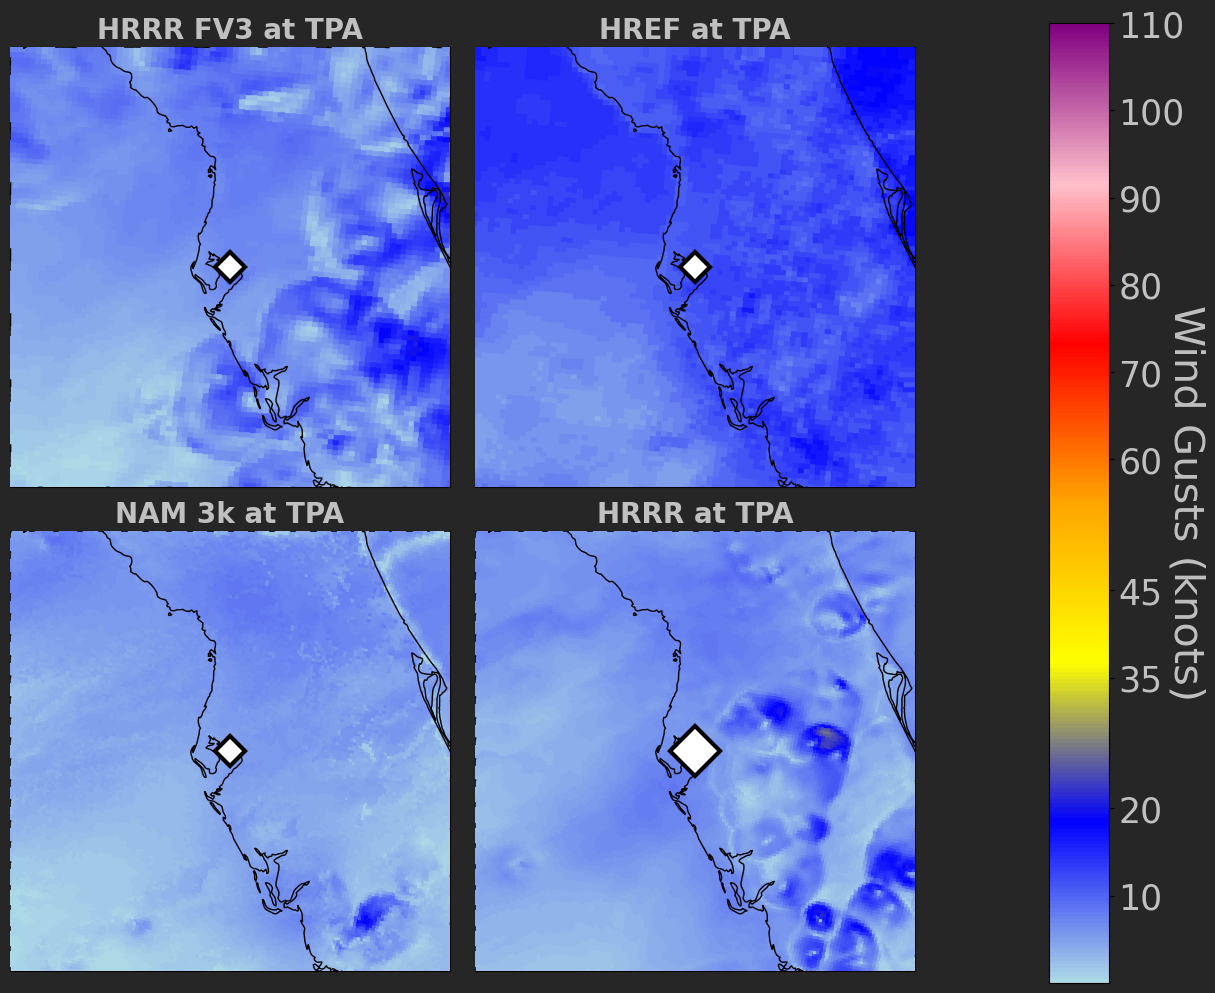 HRRR FV3 at TPA
HREF at TPA
NAM 3k at TPA
HRRR at TPA
110
100
90
80
70
60
45
35
20
10
Wind Gusts (knots)